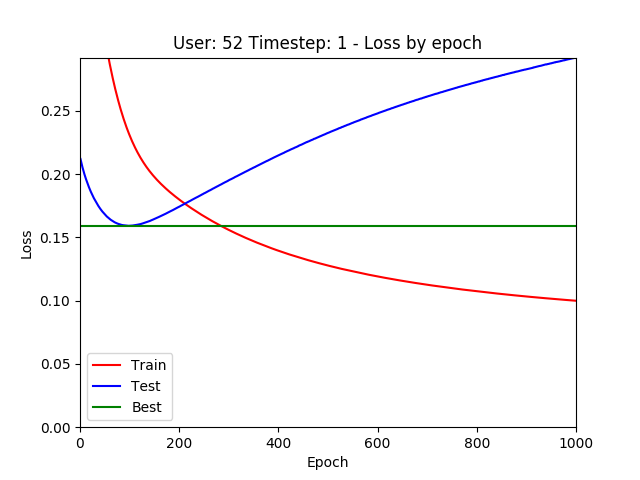 User: 52 Timestep: 1 - Loss by epoch
0.25
0.20
0.15
0.10
0.05
0.00
Loss
Train
Test
Best
0 200 400 600 800 1000
Epoch